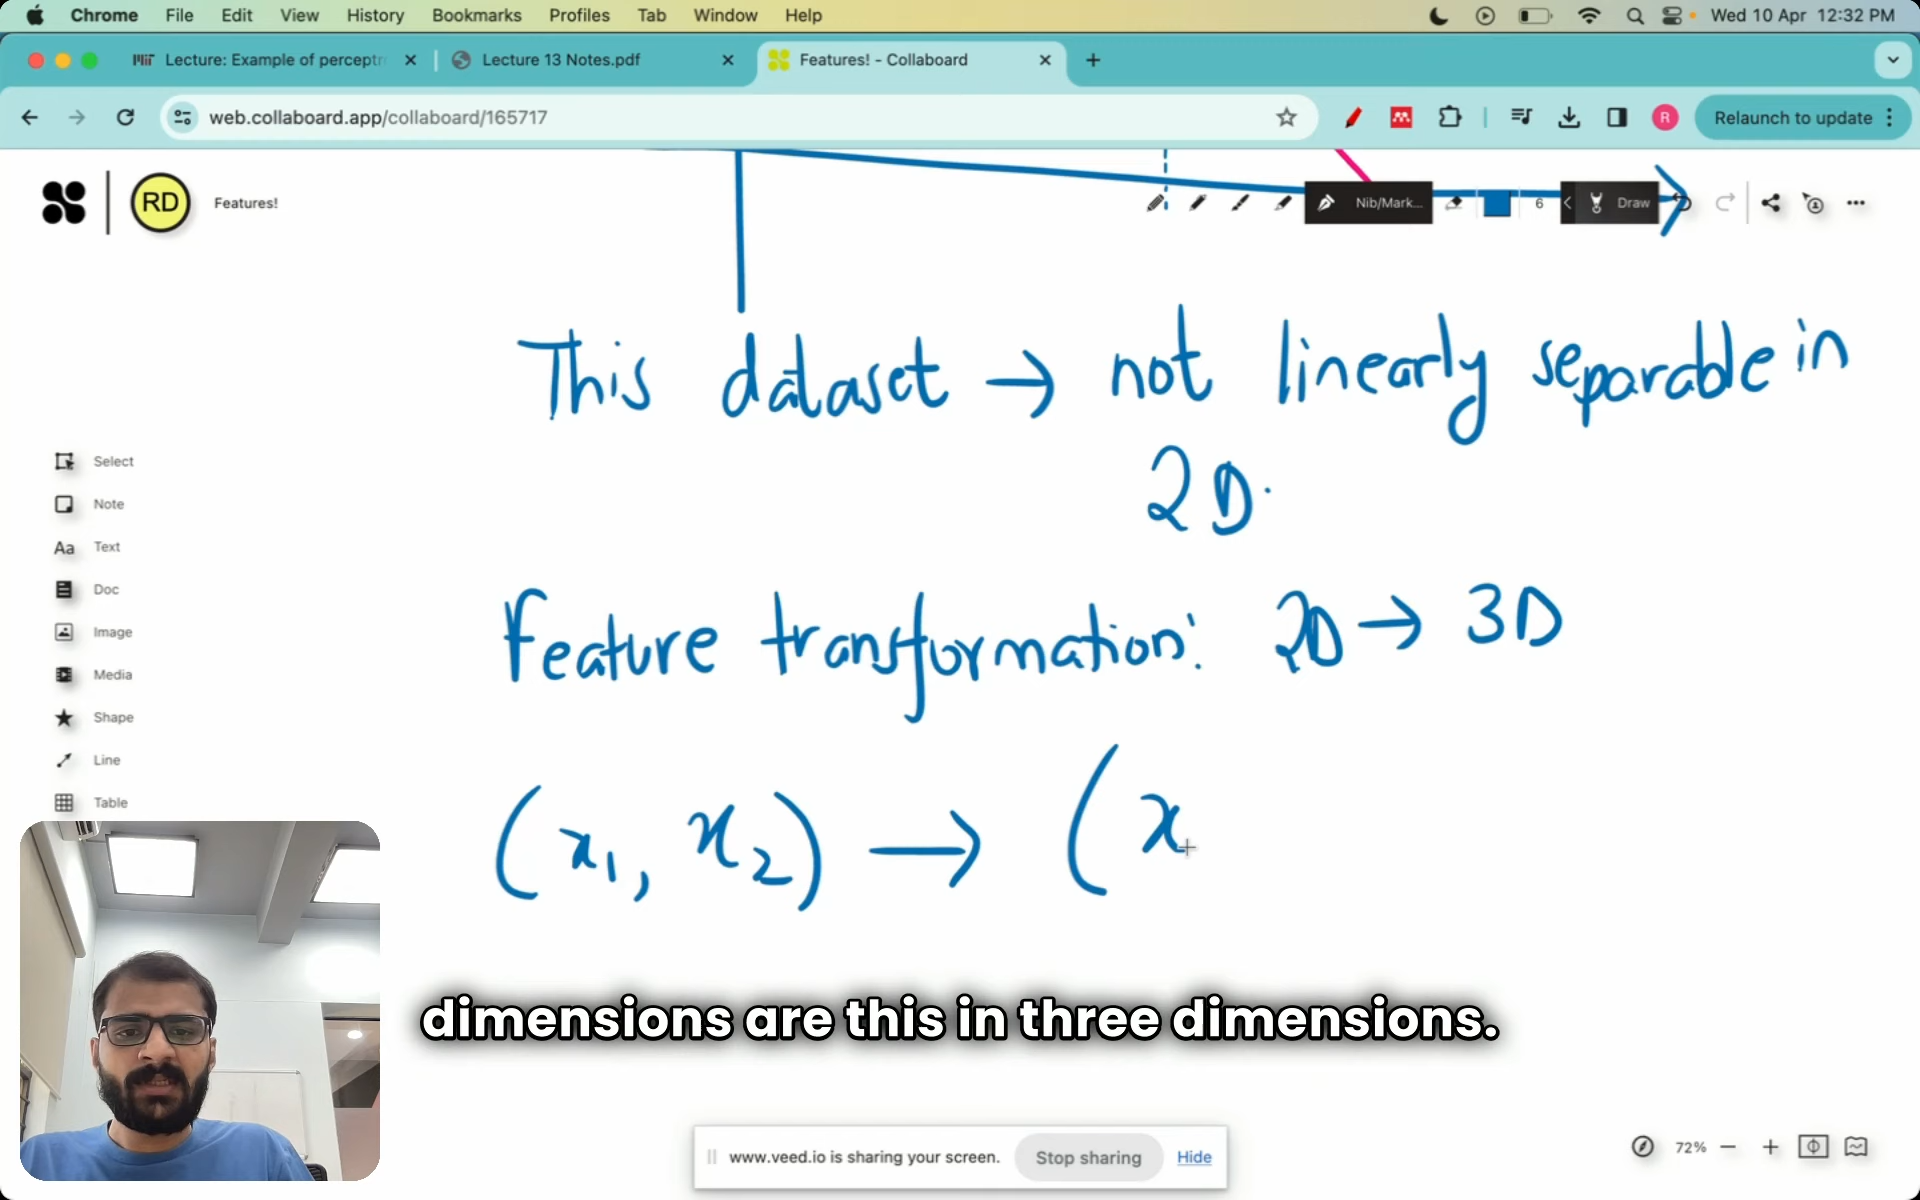 Chrome File Edit View History Bookmarks Profiles Tab Window Help Wed 10 Apr 12:32 PM
MIT Lecture: Example of perceptr Lecture 13 Notes.pdf Features! - Collaboard
web.collaboard.app/collaboard/165717 R Relaunch to update
RD Features! Nib/Mark... 6 Draw
This dataset → not linearly separable in
2D.
Select
Note
Text
Doc
Image
Media
Shape
Line
Table
Feature transformation: 2D → 3D
(x₁, x₂) → (x
dimensions are this in three dimensions.
www.veed.io is sharing your screen. Stop sharing Hide
72%